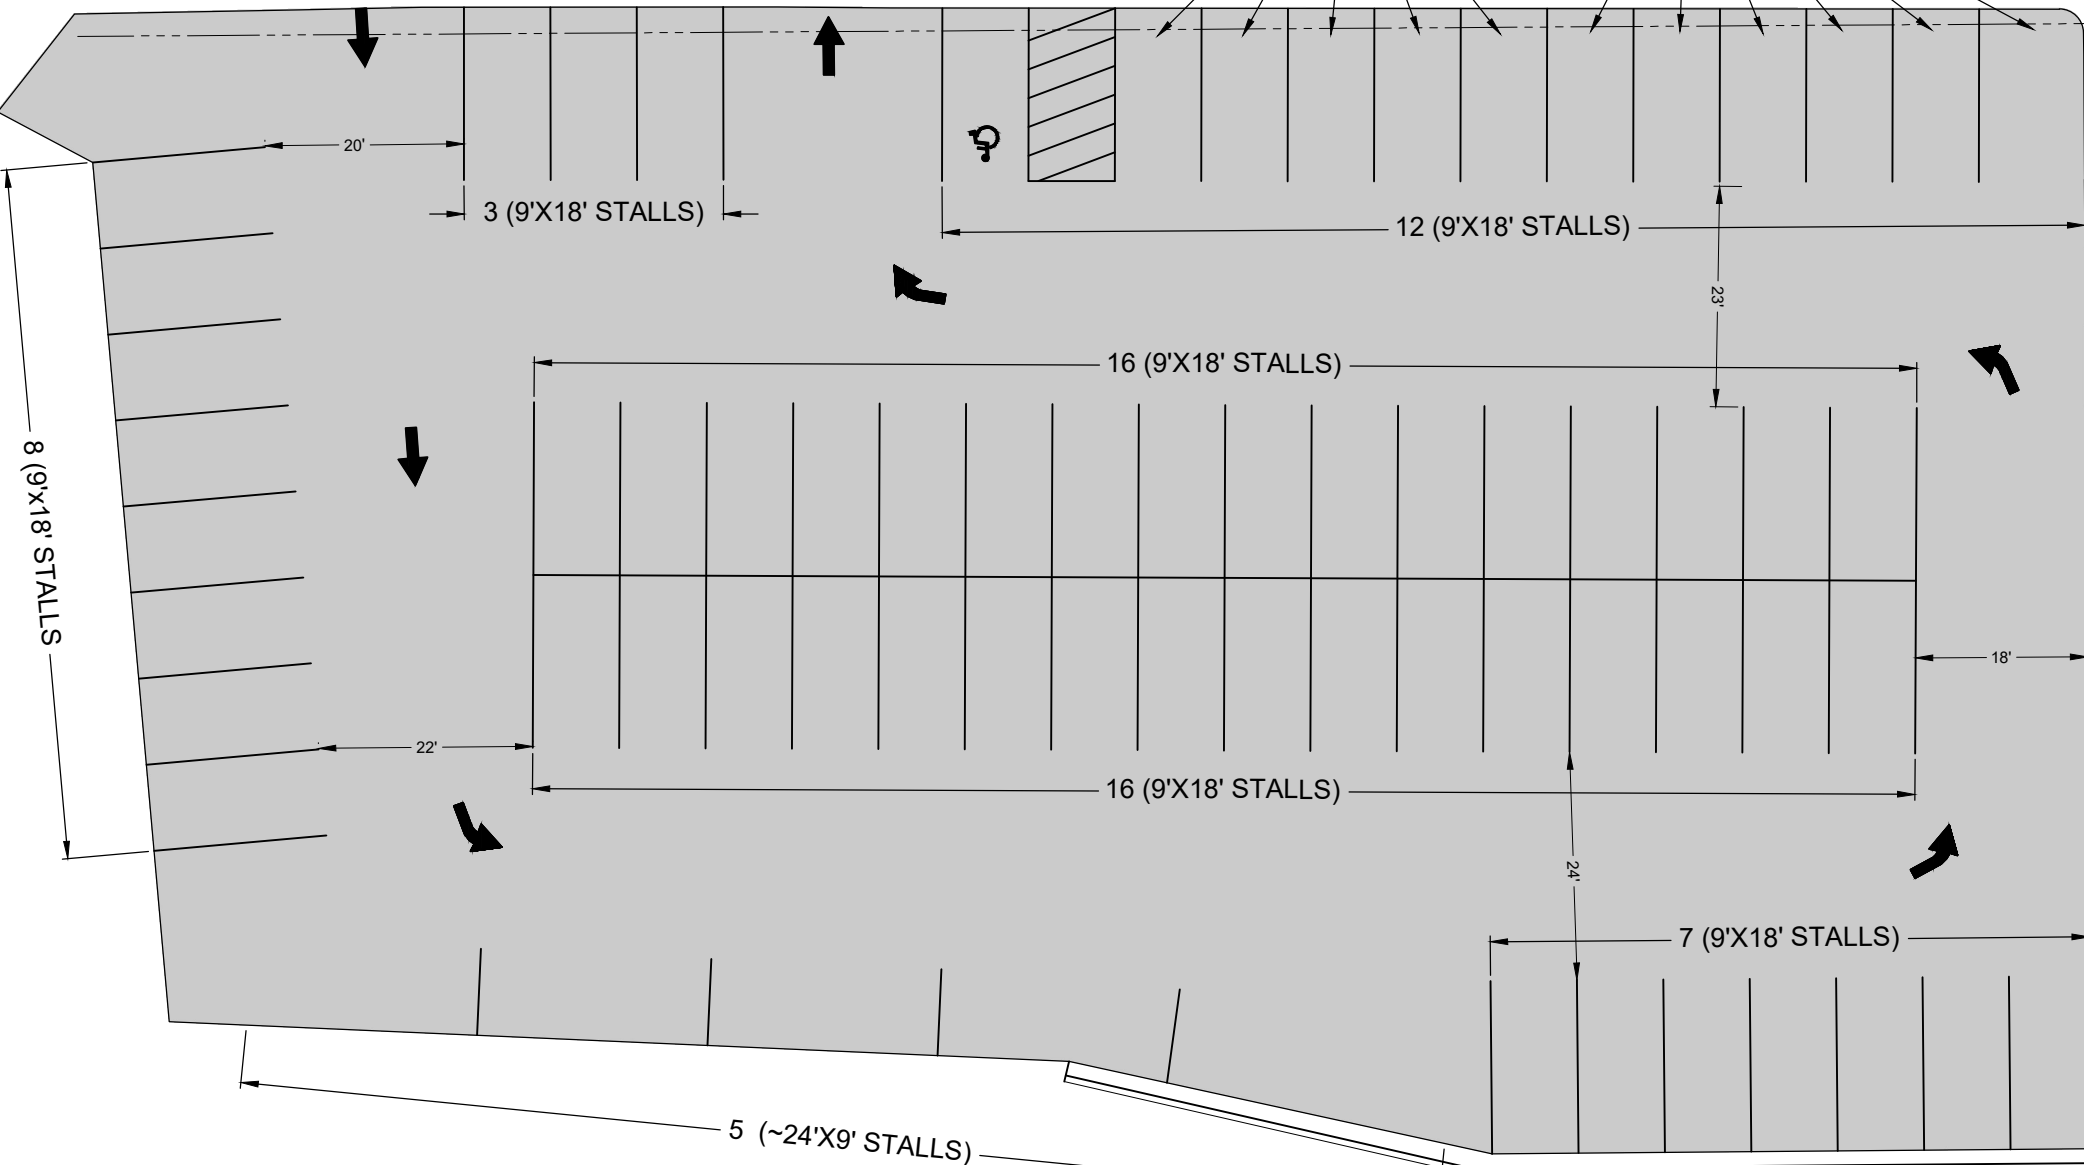 20'
3 (9'X18' STALLS)
12 (9'X18' STALLS)
23'
16 (9'X18' STALLS)
8 (9'x18' STALLS
18'
22'
16 (9'X18' STALLS)
24'
7 (9'X18' STALLS)
5 (~24'X9' STALLS)